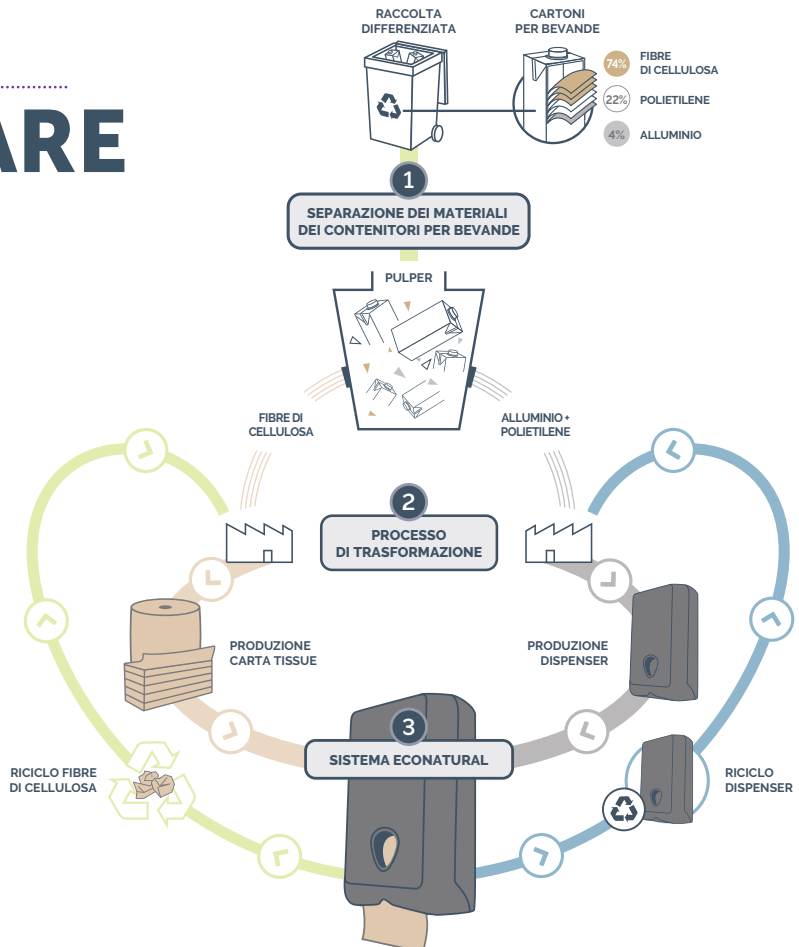 RACCOLTA
DIFFERENZIATA
CARTONI
PER BEVANDE
74%
FIBRE
DI CELLULOSA
22%
POLIETILENE
4%
ALLUMINIO
ARE
1
SEPARAZIONE DEI MATERIALI
DEI CONTENITORI PER BEVANDE
PULPER
FIBRE DI
CELLULOSA
ALLUMINIO +
POLIETILENE
2
PROCESSO
DI TRASFORMAZIONE
PRODUZIONE
CARTA TISSUE
PRODUZIONE
DISPENSER
3
SISTEMA ECONATURAL
RICICLO FIBRE
DI CELLULOSA
RICICLO
DISPENSER